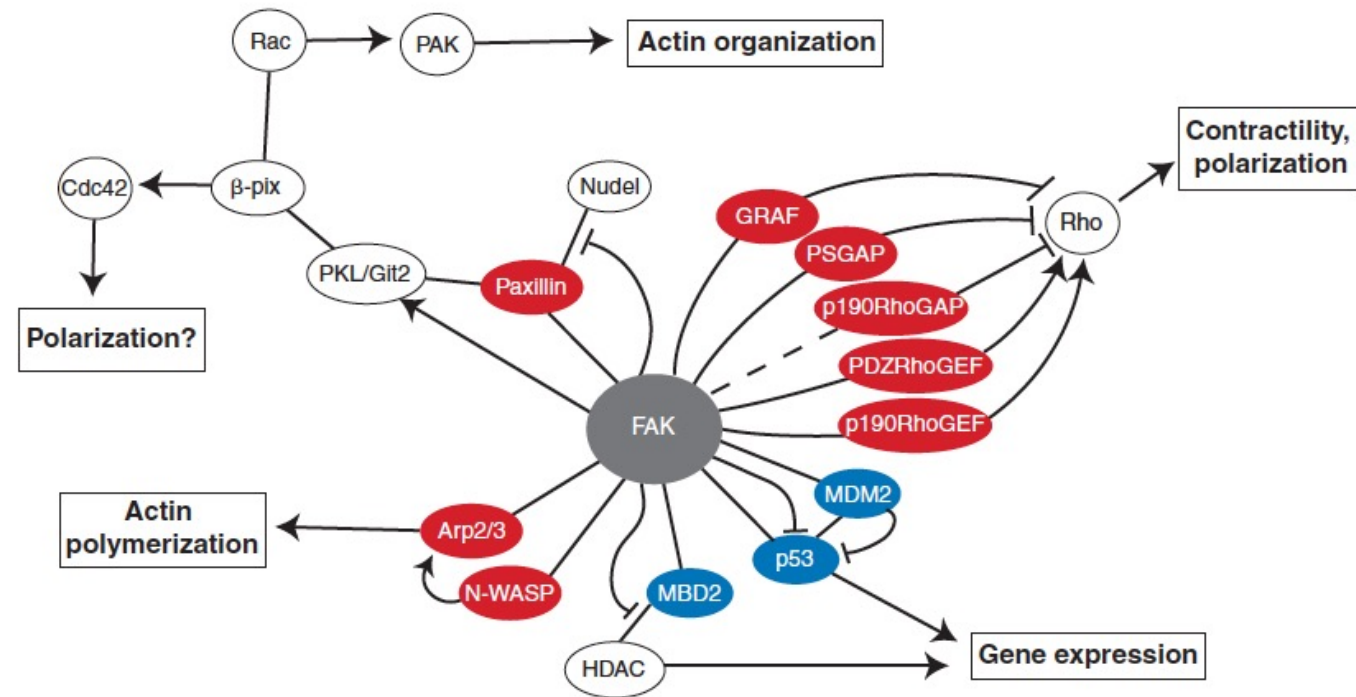 Rac
PAK
Actin organization
Contractility,
polarization
Cdc42
β-pix
Nudel
GRAF
Rho
PSGAP
PKL/Git2
Paxillin
p190RhoGAP
Polarization?
PDZRhoGEF
FAK
p190RhoGEF
MDM2
Actin
polymerization
Arp2/3
p53
N-WASP
MBD2
HDAC
Gene expression